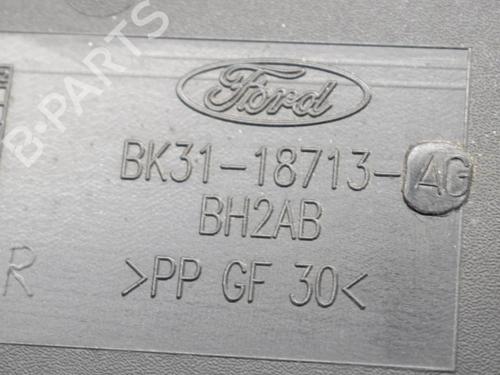 B-PARTS
Ford
BK31-18713-AG
BH2AB
R
>PP GF 30<